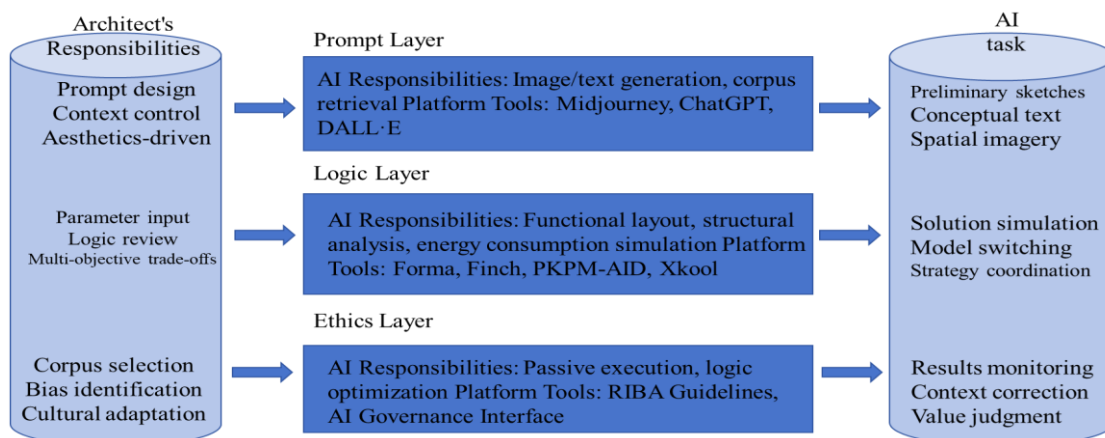 Architect's
Responsibilities
Prompt design
Context control
Aesthetics-driven
Parameter input
Logic review
Multi-objective trade-offs
Corpus selection
Bias identification
Cultural adaptation
Prompt Layer
AI Responsibilities: Image/text generation, corpus
retrieval Platform Tools: Midjourney, ChatGPT,
DALL·E
Logic Layer
AI Responsibilities: Functional layout, structural
analysis, energy consumption simulation Platform
Tools: Forma, Finch, PKPM-AID, Xkool
Ethics Layer
AI Responsibilities: Passive execution, logic
optimization Platform Tools: RIBA Guidelines,
AI Governance Interface
AI
task
Preliminary sketches
Conceptual text
Spatial imagery
Solution simulation
Model switching
Strategy coordination
Results monitoring
Context correction
Value judgment